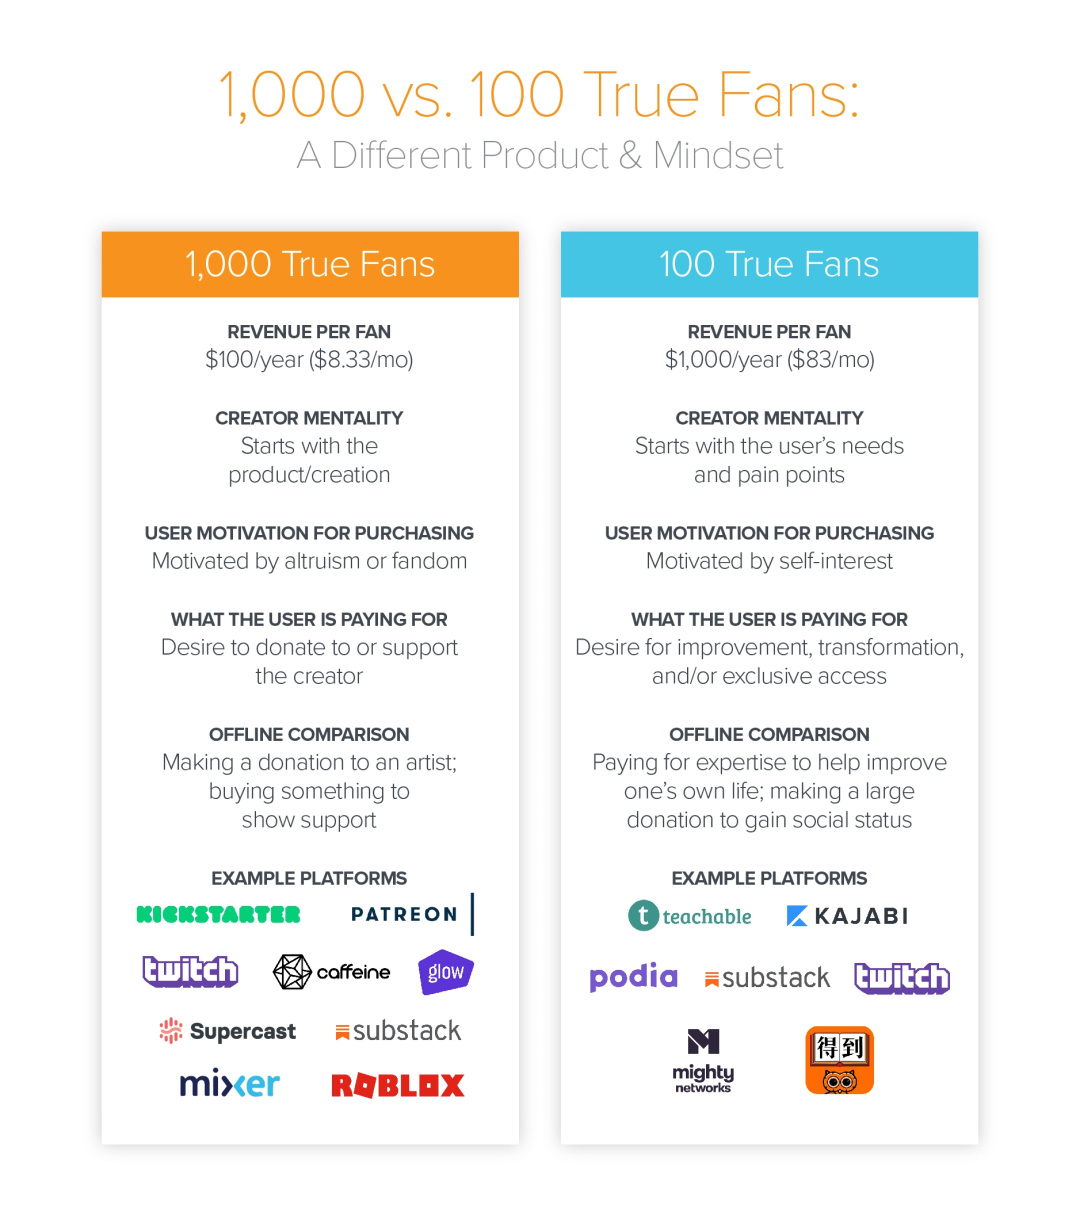 1,000 vs. 100 True Fans:
A Different Product & Mindset
1,000 True Fans
REVENUE PER FAN
$100/year ($8.33/mo)
CREATOR MENTALITY
Starts with the
product/creation
USER MOTIVATION FOR PURCHASING
Motivated by altruism or fandom
WHAT THE USER IS PAYING FOR
Desire to donate to or support
the creator
OFFLINE COMPARISON
Making a donation to an artist;
buying something to
show support
EXAMPLE PLATFORMS
KICKSTARTER PATREON
twitch caffeine glow
Supercast substack
mixer ROBLOX
100 True Fans
REVENUE PER FAN
$1,000/year ($83/mo)
CREATOR MENTALITY
Starts with the user’s needs
and pain points
USER MOTIVATION FOR PURCHASING
Motivated by self-interest
WHAT THE USER IS PAYING FOR
Desire for improvement, transformation,
and/or exclusive access
OFFLINE COMPARISON
Paying for expertise to help improve
one’s own life; making a large
donation to gain social status
EXAMPLE PLATFORMS
t teachable KAJABI
podia substack twitch
mighty
networks
得到